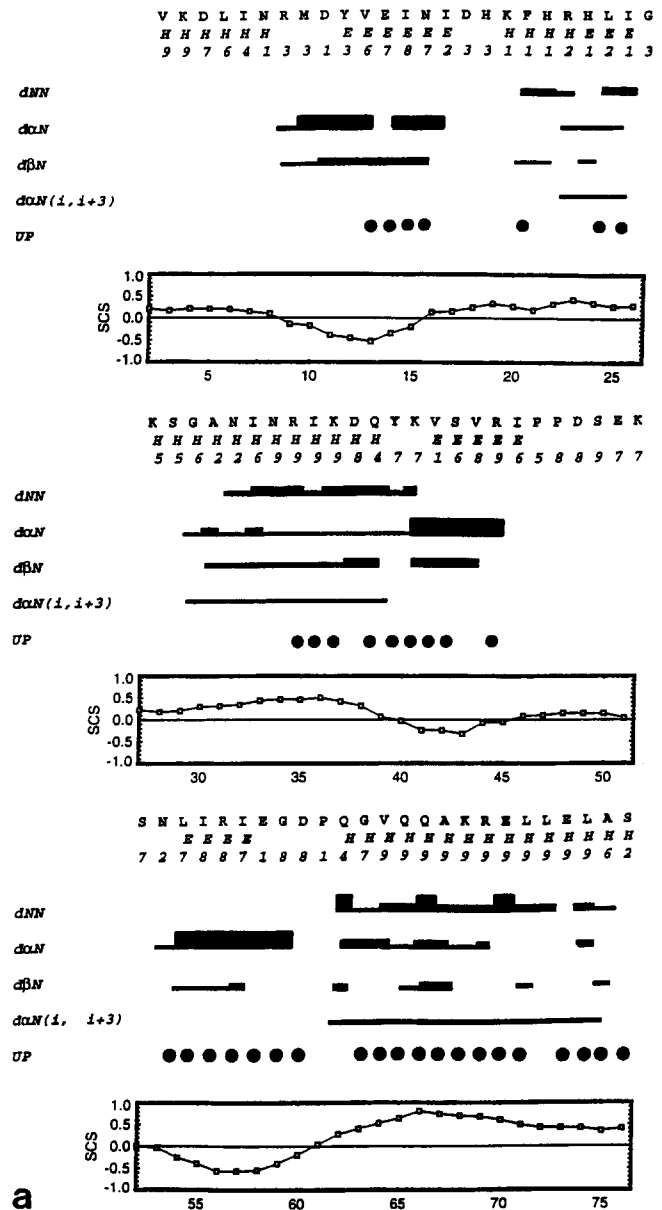 V K D L I N R M D Y V E I N I D H K F H R H L I G
H H H H H H E E E E E E H H H H E E E
9 9 7 6 4 1 3 3 1 3 6 7 8 7 2 3 3 1 1 1 2 1 2 1 3
dNN
dαN
dβN
dαN(i,i+3)
UP
SCS
1.0
0.5
0.0
-0.5
-1.0
5 10 15 20 25
K S G A N I N R I K D Q Y K V S V R I P P D S E K
H H H H H H H H H H H H E E E E E
5 5 6 2 2 6 9 9 9 9 8 4 7 7 1 6 8 9 6 5 8 8 9 7 7
dNN
dαN
dβN
dαN(i,i+3)
UP
SCS
1.0
0.5
0.0
-0.5
-1.0
30 35 40 45 50
S N L I R I E G D P Q G V Q Q A K R E L L E L A S
E E E E H H H H H H H H H H H H H H H
7 2 7 8 8 7 1 8 8 1 4 7 9 9 9 9 9 9 9 9 9 9 9 6 2
dNN
dαN
dβN
dαN(i, i+3)
UP
SCS
1.0
0.5
0.0
-0.5
-1.0
55 60 65 70 75
a